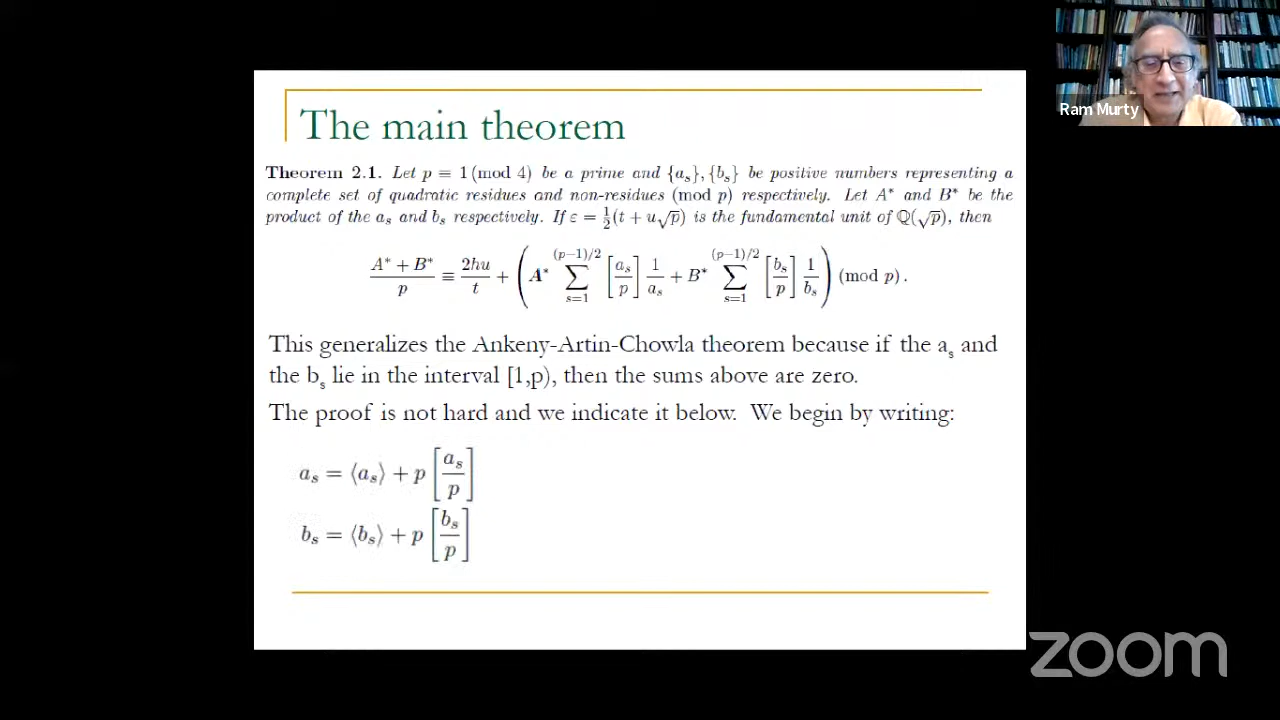 The main theorem
Theorem 2.1. Let p ≡ 1 (mod 4) be a prime and {a_s}, {b_s} be positive numbers representing a
complete set of quadratic residues and non-residues (mod p) respectively. Let A* and B* be the
product of the a_s and b_s respectively. If ε = ½(t + u√p) is the fundamental unit of ℚ(√p), then
(A* + B*)/p ≡ 2hu/t + (A* ∑_{s=1}^{(p−1)/2} [a_s/p] 1/a_s + B* ∑_{s=1}^{(p−1)/2} [b_s/p] 1/b_s) (mod p).
This generalizes the Ankeny-Artin-Chowla theorem because if the a_s and
the b_s lie in the interval [1,p), then the sums above are zero.
The proof is not hard and we indicate it below. We begin by writing:
a_s = ⟨a_s⟩ + p [a_s/p]
b_s = ⟨b_s⟩ + p [b_s/p]
Ram Murty
zoom